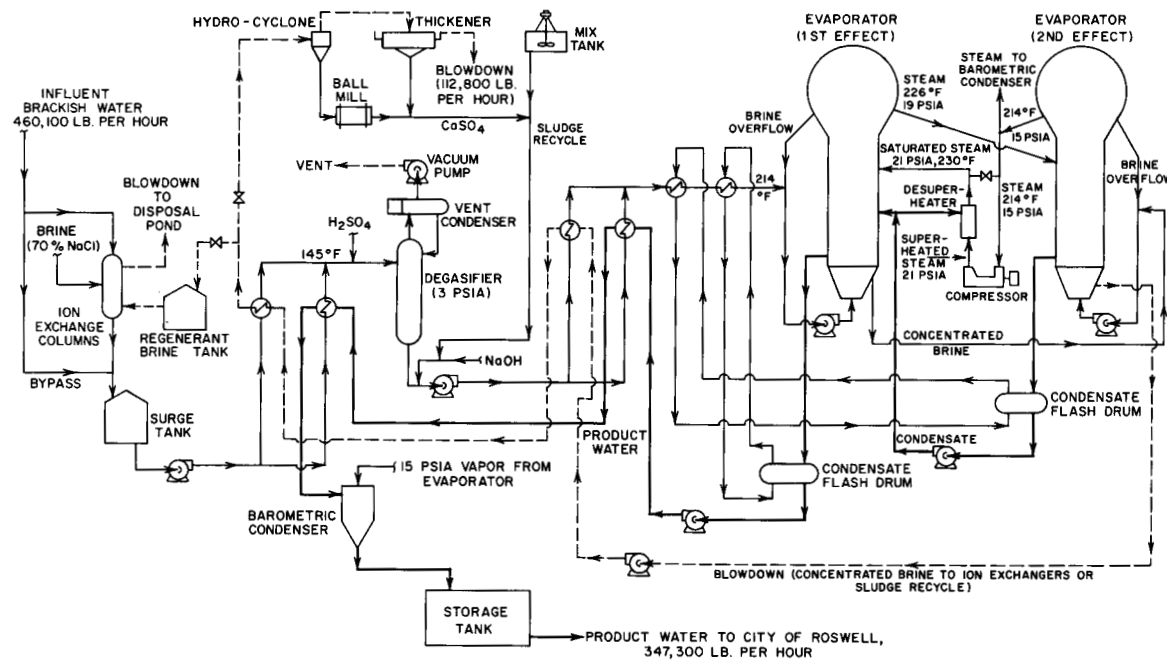 HYDRO-CYCLONE
THICKENER
MIX
TANK
BLOWDOWN
(112,800 LB.
PER HOUR)
BALL
MILL
CaSO4
SLUDGE
RECYCLE
INFLUENT
BRACKISH WATER
460,100 LB. PER HOUR
BLOWDOWN
TO
DISPOSAL
POND
BRINE
(70% NaCl)
ION
EXCHANGE
COLUMNS
REGENERANT
BRINE TANK
BYPASS
SURGE
TANK
VENT
VACUUM
PUMP
VENT
CONDENSER
H2SO4
145°F
DEGASIFIER
(3 PSIA)
NaOH
PRODUCT
WATER
15 PSIA VAPOR FROM
EVAPORATOR
BAROMETRIC
CONDENSER
STORAGE
TANK
PRODUCT WATER TO CITY OF ROSWELL,
347,300 LB. PER HOUR
EVAPORATOR
(1ST EFFECT)
EVAPORATOR
(2ND EFFECT)
STEAM TO
BAROMETRIC
CONDENSER
STEAM
226°F
19 PSIA
214°F
15 PSIA
BRINE
OVERFLOW
SATURATED STEAM
21 PSIA, 230°F
BRINE
OVERFLOW
214
°F
DESUPER-
HEATER
STEAM
214°F
15 PSIA
SUPER-
HEATED
STEAM
21 PSIA
COMPRESSOR
CONCENTRATED
BRINE
CONDENSATE
FLASH DRUM
CONDENSATE
CONDENSATE
FLASH DRUM
BLOWDOWN (CONCENTRATED BRINE TO ION EXCHANGERS OR
SLUDGE RECYCLE)